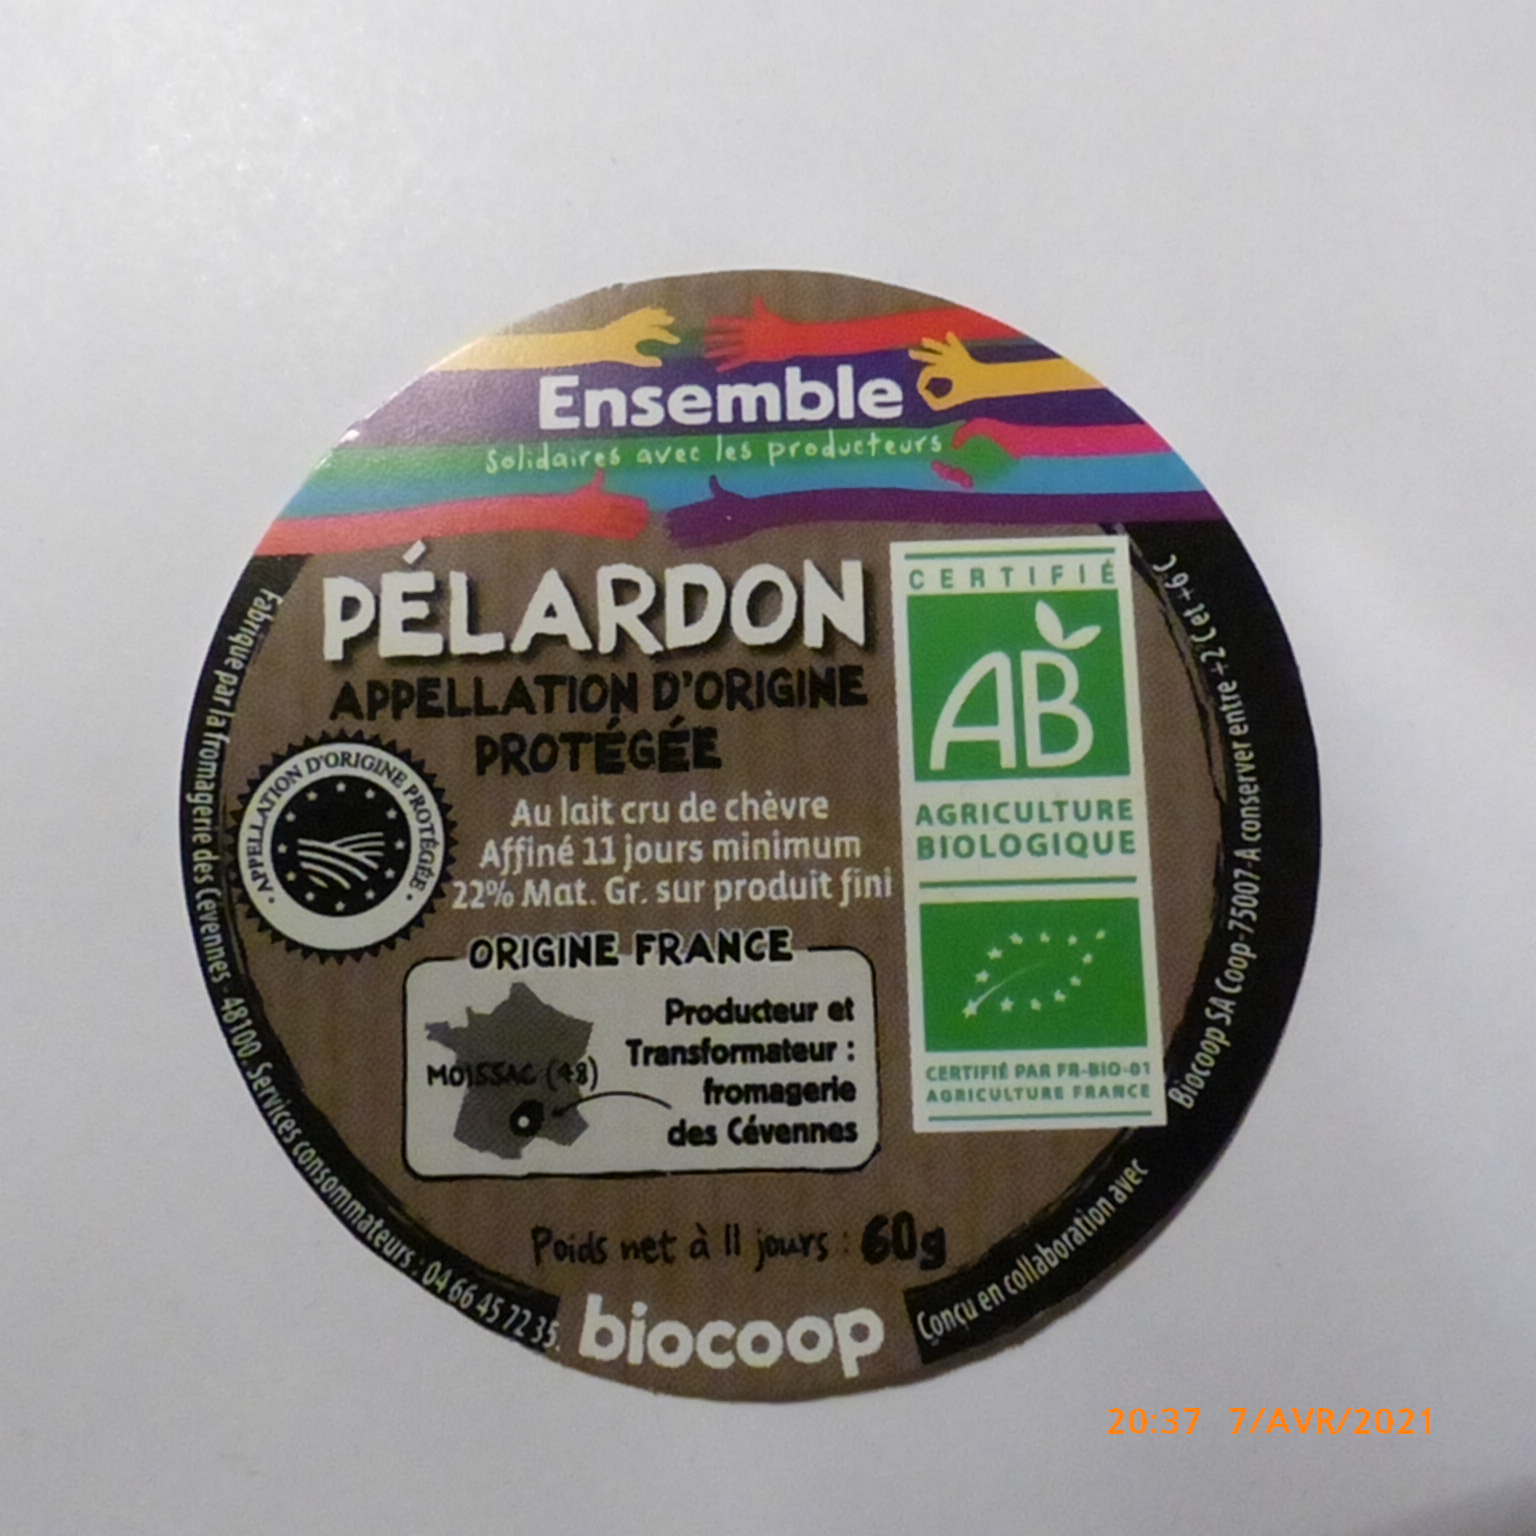 Ensemble
Solidaires avec les producteurs
PÉLARDON
APPELLATION D'ORIGINE
PROTÉGÉE
Au lait cru de chèvre
Affiné 11 jours minimum
22% Mat. Gr. sur produit fini
• APPELLATION D'ORIGINE PROTÉGÉE •
ORIGINE FRANCE
MOISSAC (48)
Producteur et
Transformateur :
fromagerie
des Cévennes
CERTIFIÉ
AB
AGRICULTURE
BIOLOGIQUE
CERTIFIÉ PAR FR-BIO-01
AGRICULTURE FRANCE
Poids net à 11 jours : 60g
biocoop
Fabriqué par la fromagerie des Cévennes - 48100. Services consommateurs : 04 66 45 72 35.
Conçu en collaboration avec
Biocoop SA Coop-75007. A conserver entre +2°C et +6°C
20:37 7/AVR/2021